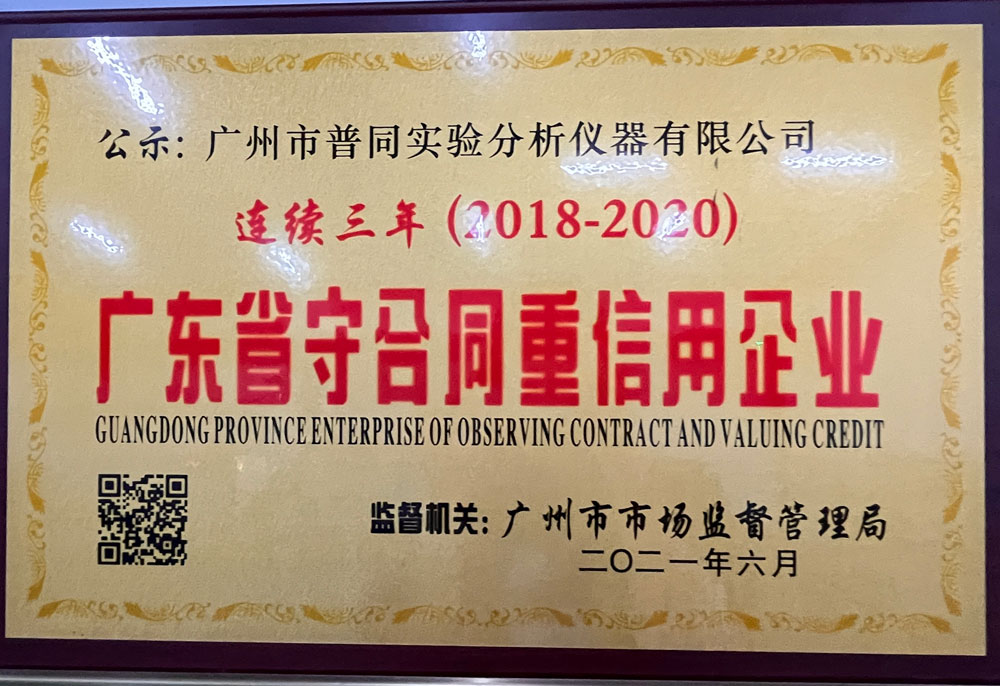 公示: 广州市普同实验分析仪器有限公司
连续三年 (2018-2020)
广东省守合同重信用企业
GUANGDONG PROVINCE ENTERPRISE OF OBSERVING CONTRACT AND VALUING CREDIT
监督机关: 广州市市场监督管理局
二〇二一年六月